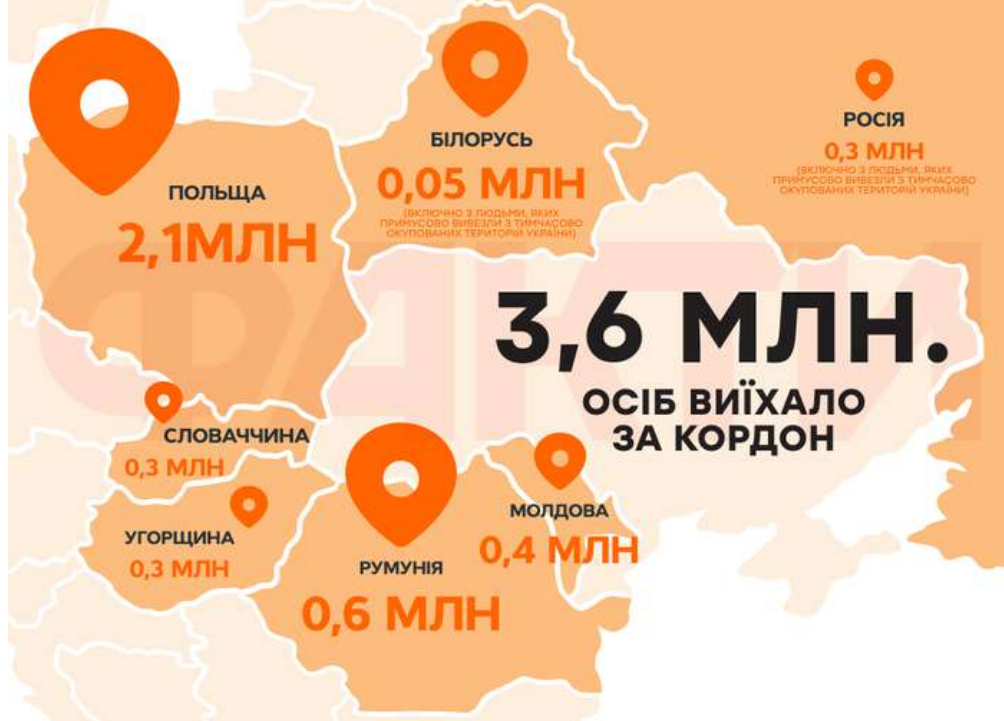 ПОЛЬЩА
2,1МЛН
БІЛОРУСЬ
0,05 МЛН
(ВКЛЮЧНО З ЛЮДЬМИ, ЯКИХ
ПРИМУСОВО ВИВЕЗЛИ З ТИМЧАСОВО
ОКУПОВАНИХ ТЕРИТОРІЙ УКРАЇНИ)
РОСІЯ
0,3 МЛН
(ВКЛЮЧНО З ЛЮДЬМИ, ЯКИХ
ПРИМУСОВО ВИВЕЗЛИ З ТИМЧАСОВО
ОКУПОВАНИХ ТЕРИТОРІЙ УКРАЇНИ)
ФАКТИ
3,6 МЛН.
ОСІБ ВИЇХАЛО
ЗА КОРДОН
СЛОВАЧЧИНА
0,3 МЛН
УГОРЩИНА
0,3 МЛН
РУМУНІЯ
0,6 МЛН
МОЛДОВА
0,4 МЛН